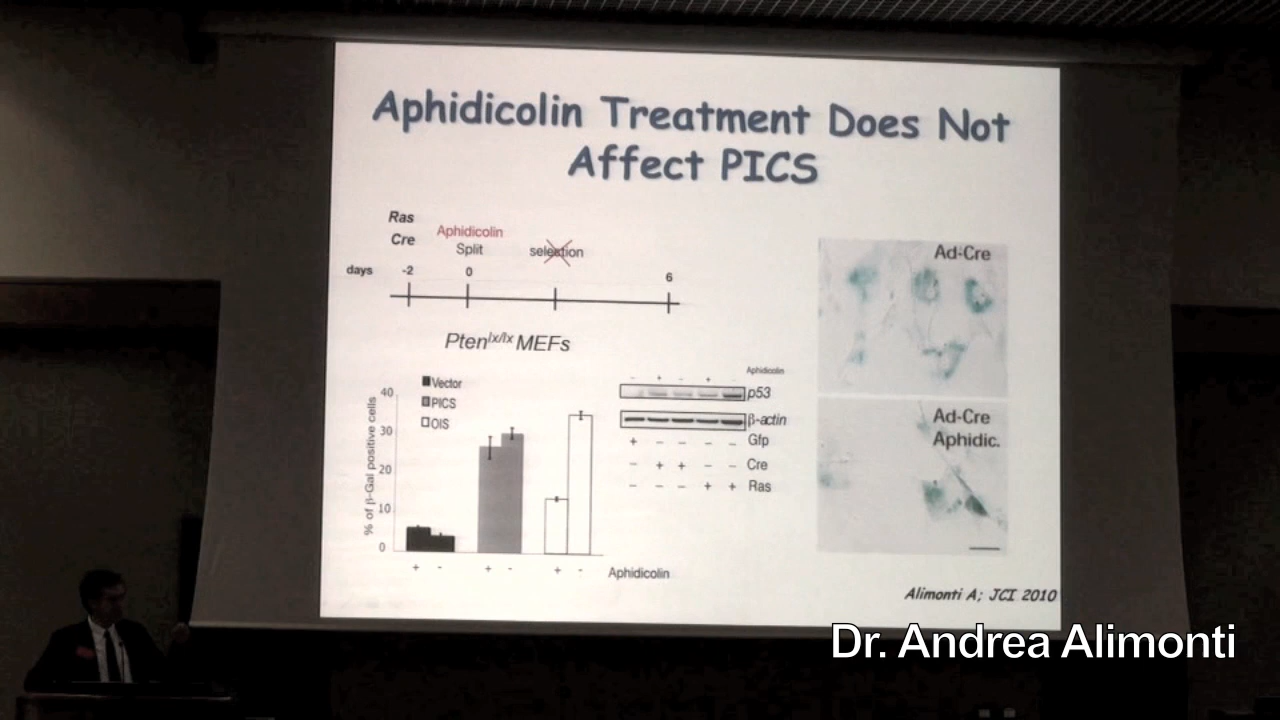 Aphidicolin Treatment Does Not
Affect PICS
Ras
Cre
Aphidicolin
Split
selection
days
-2
0
6
Pten^lx/lx MEFs
Vector
PICS
OIS
% of β-Gal positive cells
40
30
20
10
0
+ - + - + - Aphidicolin
Aphidicolin
- + - + -
p53
β-actin
+ - - - - Gfp
- + + - - Cre
- - - + + Ras
Ad-Cre
Ad-Cre
Aphidic.
Alimonti A; JCI 2010
Dr. Andrea Alimonti